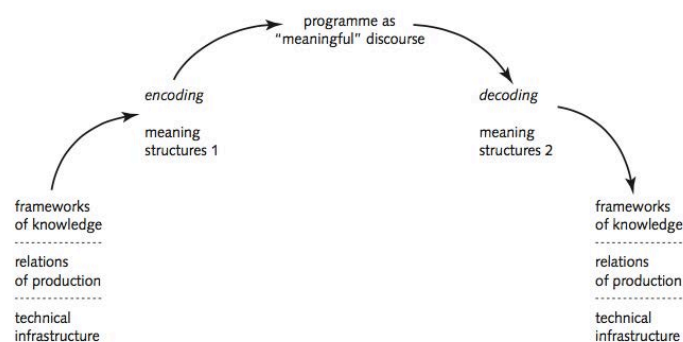 programme as
“meaningful” discourse
encoding
decoding
meaning
structures 1
meaning
structures 2
frameworks
of knowledge
frameworks
of knowledge
relations
of production
relations
of production
technical
infrastructure
technical
infrastructure